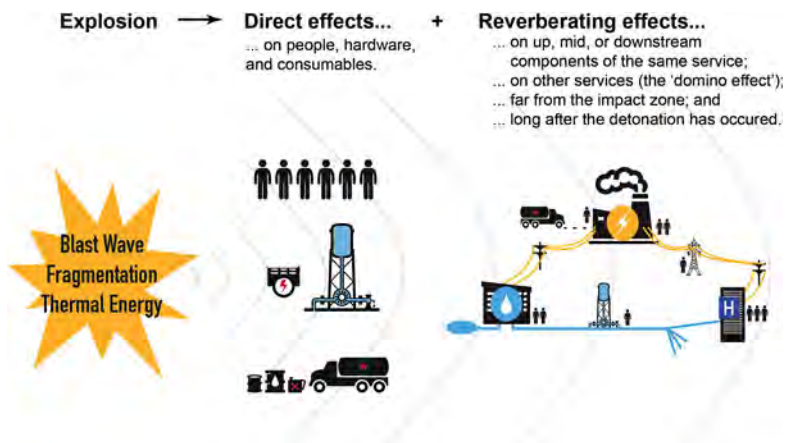 Explosion → Direct effects... + Reverberating effects...
... on people, hardware,
and consumables.
... on up, mid, or downstream
components of the same service;
... on other services (the ‘domino effect’);
... far from the impact zone; and
... long after the detonation has occured.
Blast Wave
Fragmentation
Thermal Energy
H